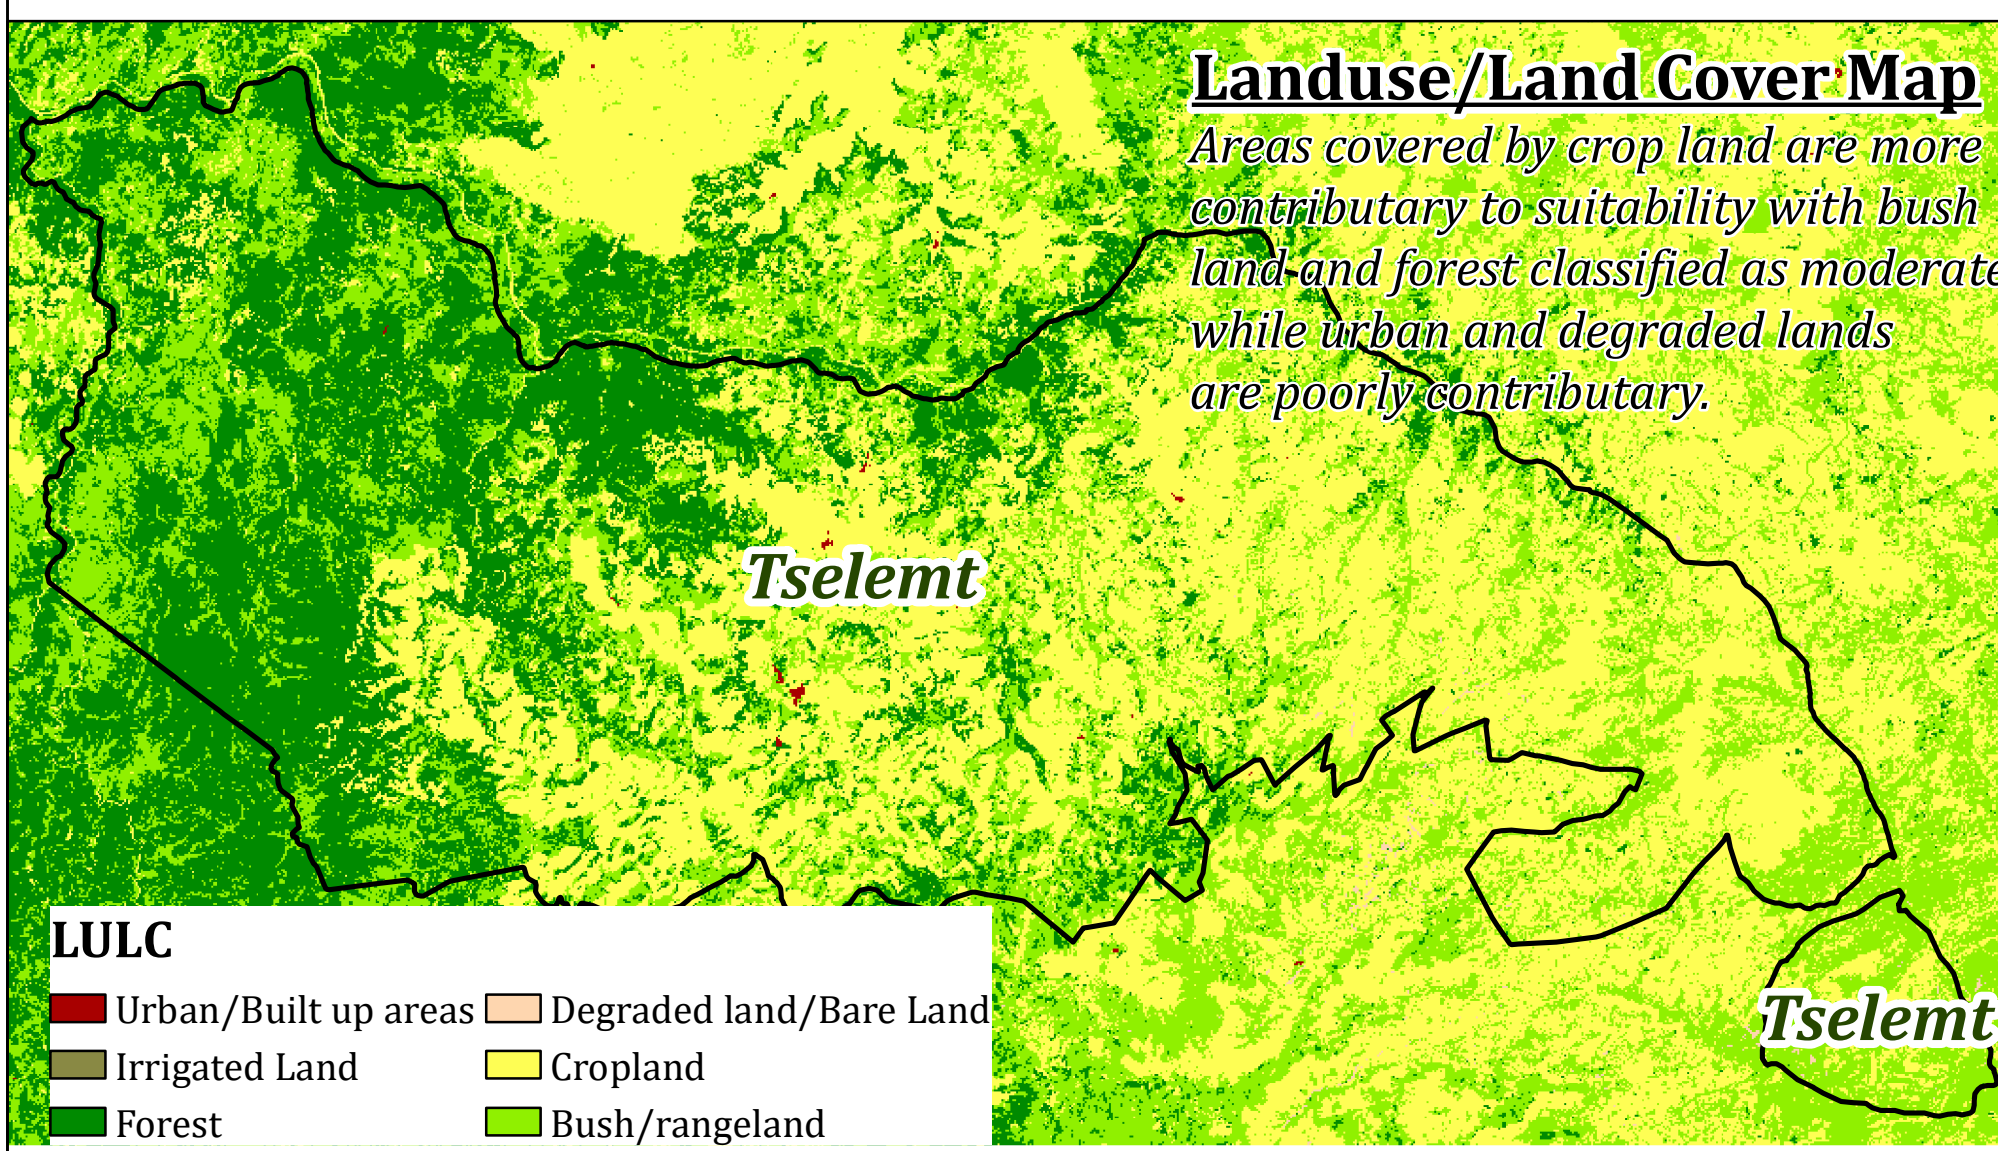 Landuse/Land Cover Map
Areas covered by crop land are more
contributary to suitability with bush
land and forest classified as moderate
while urban and degraded lands
are poorly contributary.
Tselemt
Tselemt
LULC
Urban/Built up areas
Degraded land/Bare Land
Irrigated Land
Cropland
Forest
Bush/rangeland